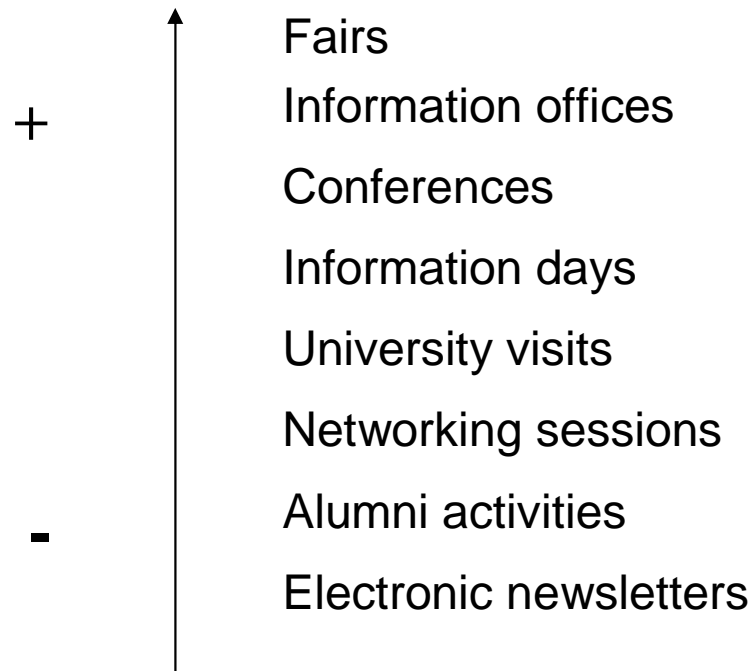 Fairs
+
Information offices
Conferences
Information days
University visits
Networking sessions
Alumni activities
-
Electronic newsletters